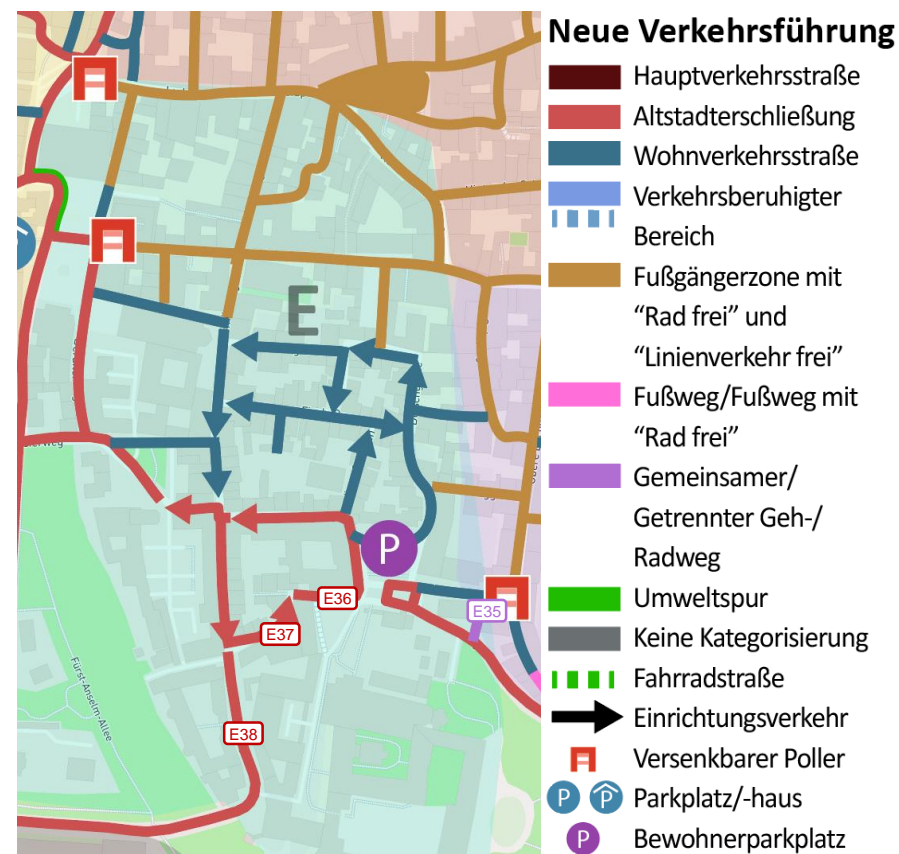 Neue Verkehrsführung
Hauptverkehrsstraße
Altstadterschließung
Wohnverkehrsstraße
Verkehrsberuhigter
Bereich
Fußgängerzone mit
“Rad frei” und
“Linienverkehr frei”
Fußweg/Fußweg mit
“Rad frei”
Gemeinsamer/
Getrennter Geh-/
Radweg
Umweltspur
Keine Kategorisierung
Fahrradstraße
Einrichtungsverkehr
Versenkbarer Poller
P P Parkplatz/-haus
P Bewohnerparkplatz
E
P
E35
E36
E37
E38
Fürst-Anselm-Allee